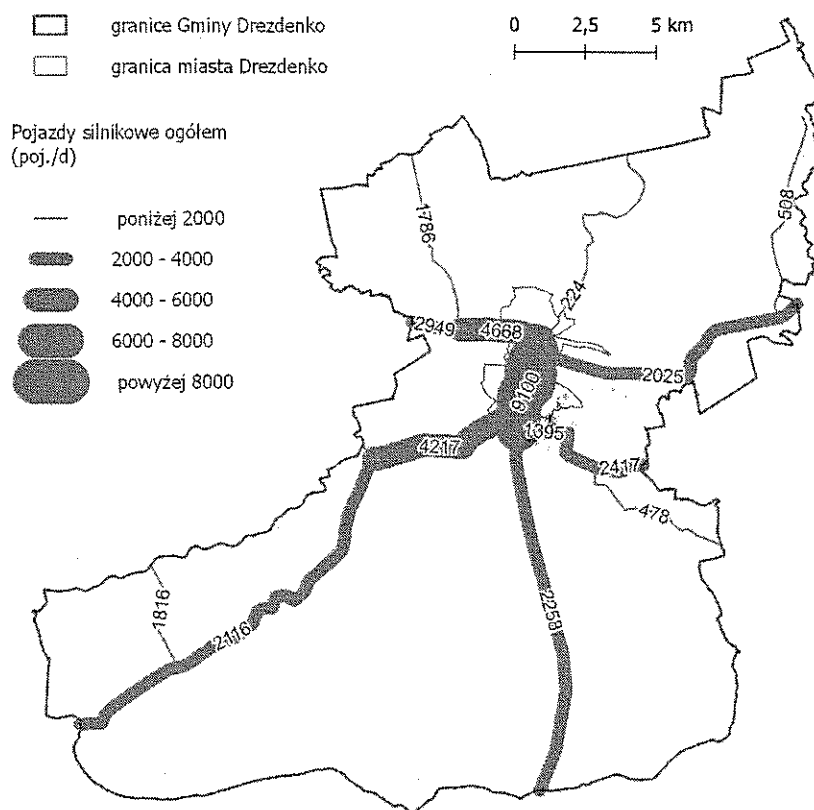 granice Gminy Drezdenko
granica miasta Drezdenko
0 2,5 5 km
Pojazdy silnikowe ogółem
(poj./d)
poniżej 2000
2000 - 4000
4000 - 6000
6000 - 8000
powyżej 8000
1786
508
224
2949
4668
2025
9100
1395
4217
2417
478
1816
2116
2258